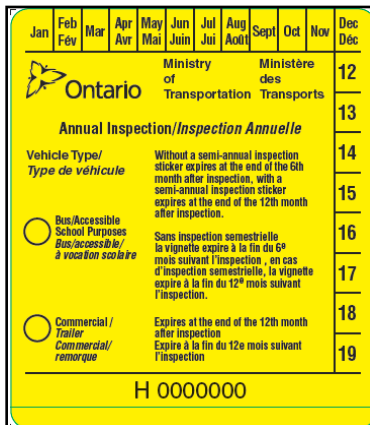 Jan Feb Fév Mar Apr Avr May Mai Jun Juin Jul Jui Aug Août Sept Oct Nov Dec Déc
Ontario
Ministry of Transportation
Ministère des Transports
12
13
14
15
16
17
18
19
Annual Inspection/Inspection Annuelle
Vehicle Type/
Type de véhicule
Without a semi-annual inspection
sticker expires at the end of the 6th
month after inspection, with a
semi-annual inspection sticker
expires at the end of the 12th month
after inspection.
Bus/Accessible
School Purposes
Bus/accessible/
à vocation scolaire
Sans inspection semestrielle
la vignette expire à la fin du 6e
mois suivant l'inspection , en cas
d'inspection semestrielle, la vignette
expire à la fin du 12e mois suivant
l'inspection.
Commercial /
Trailer
Commercial/
remorque
Expires at the end of the 12th month
after inspection
Expire à la fin du 12e mois suivant
l'inspection
H 0000000